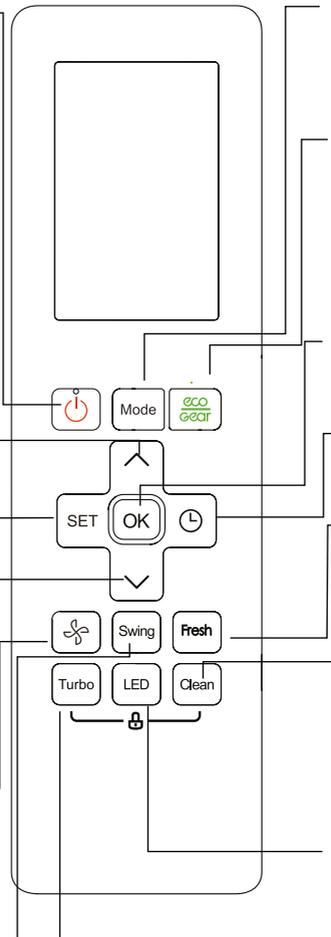 Mode
eco
Gear
SET
OK
Swing
Fresh
Turbo
LED
Clean